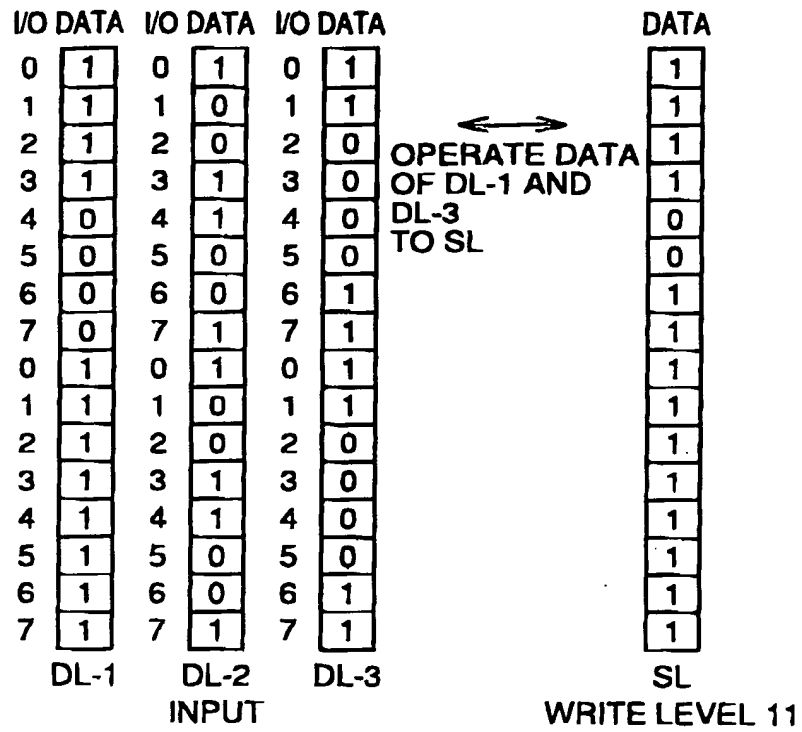 I/O DATA I/O DATA I/O DATA DATA
0 1 0 1 0 1 1
1 1 1 0 1 1 1
2 1 2 0 2 0 1
3 1 3 1 3 0 1
4 0 4 1 4 0 0
5 0 5 0 5 0 0
6 0 6 0 6 1 1
7 0 7 1 7 1 1
0 1 0 1 0 1 1
1 1 1 0 1 1 1
2 1 2 0 2 0 1
3 1 3 1 3 0 1
4 1 4 1 4 0 1
5 1 5 0 5 0 1
6 1 6 0 6 1 1
7 1 7 1 7 1 1
OPERATE DATA
OF DL-1 AND
DL-3
TO SL
DL-1 DL-2 DL-3 SL
INPUT WRITE LEVEL 11